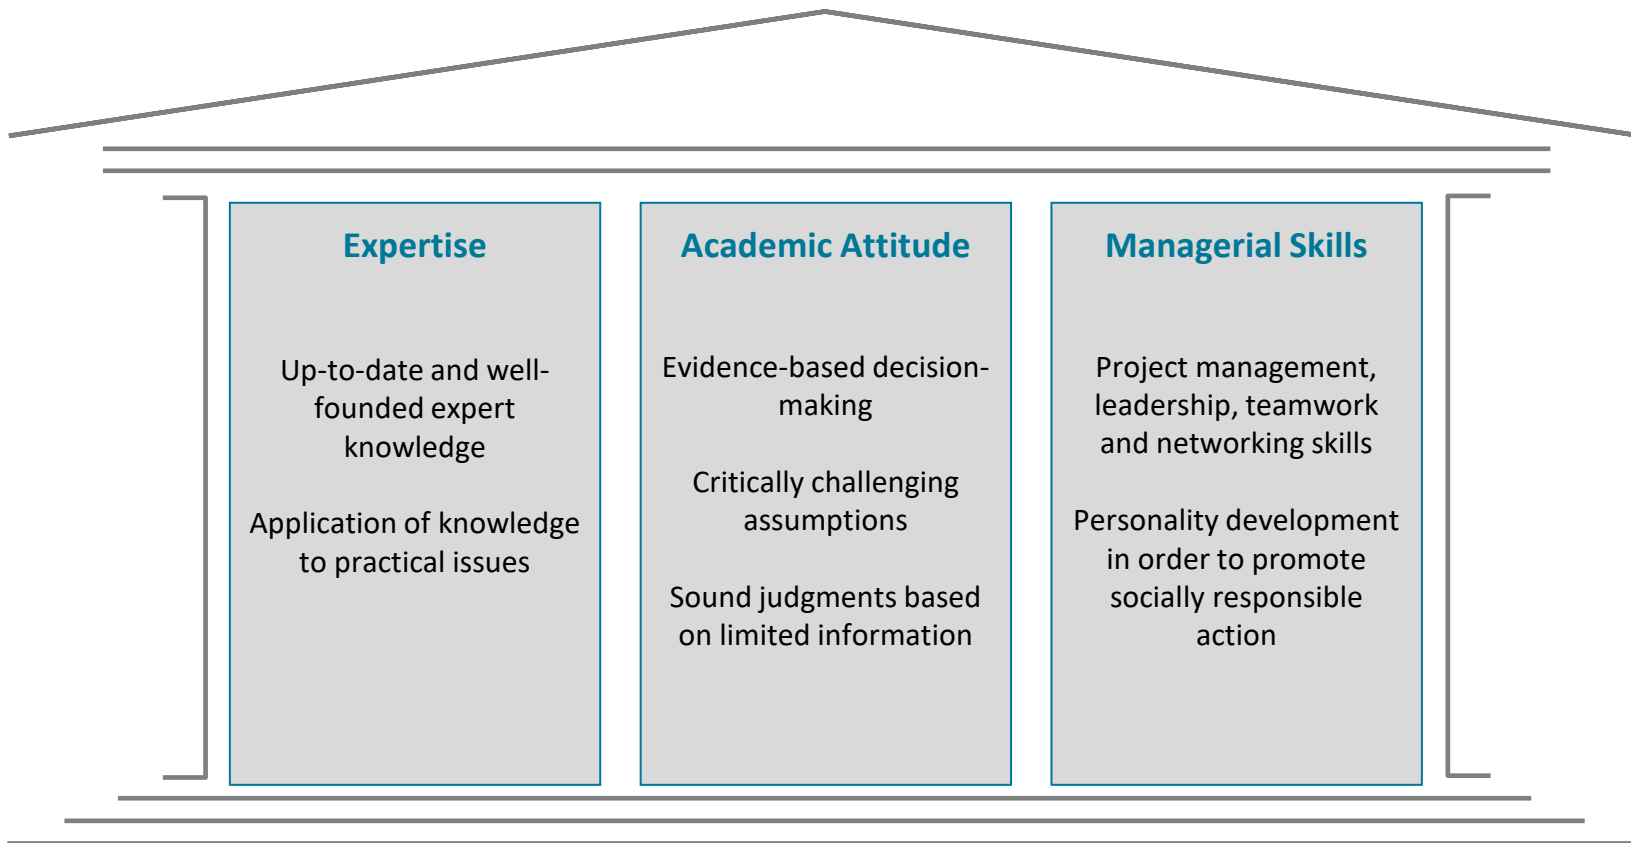 Expertise
Up-to-date and well-
founded expert
knowledge
Application of knowledge
to practical issues
Academic Attitude
Evidence-based decision-
making
Critically challenging
assumptions
Sound judgments based
on limited information
Managerial Skills
Project management,
leadership, teamwork
and networking skills
Personality development
in order to promote
socially responsible
action